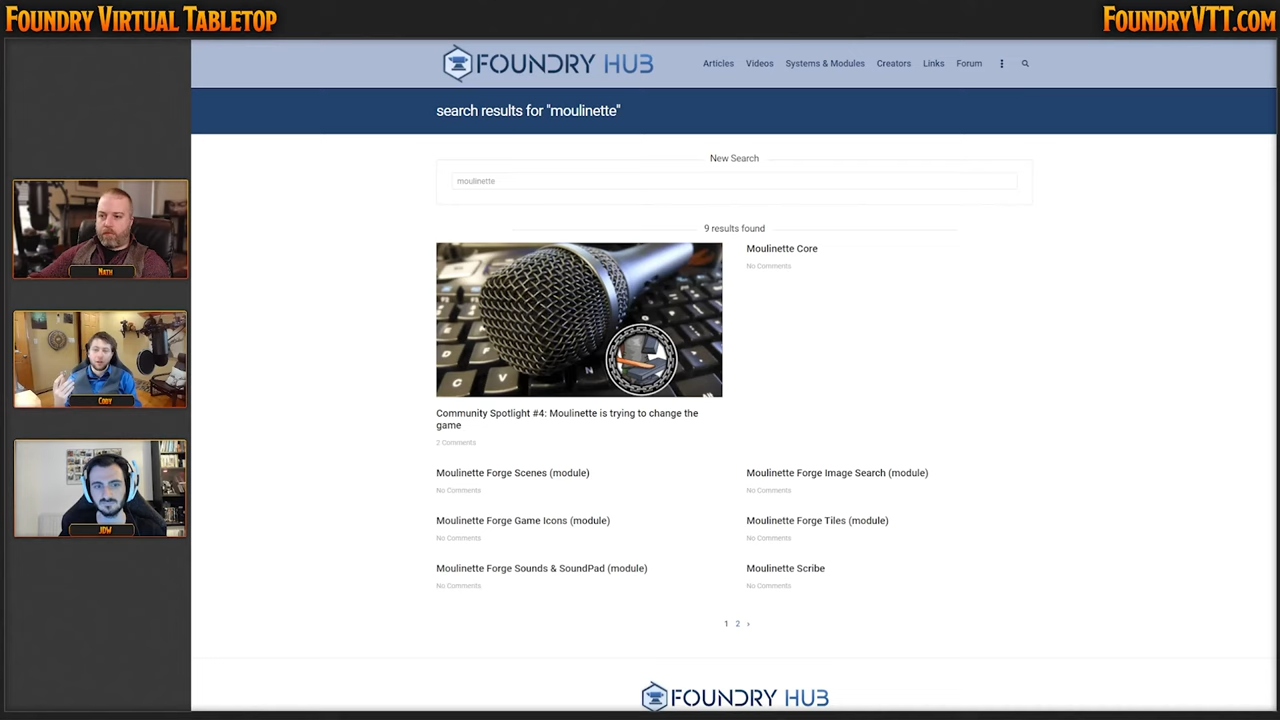 Foundry Virtual Tabletop
FoundryVTT.com
FOUNDRY HUB
Articles Videos Systems & Modules Creators Links Forum
search results for "moulinette"
New Search
moulinette
9 results found
Community Spotlight #4: Moulinette is trying to change the
game
2 Comments
Moulinette Core
No Comments
Moulinette Forge Scenes (module)
No Comments
Moulinette Forge Image Search (module)
No Comments
Moulinette Forge Game Icons (module)
No Comments
Moulinette Forge Tiles (module)
No Comments
Moulinette Forge Sounds & SoundPad (module)
No Comments
Moulinette Scribe
No Comments
1 2 ›
FOUNDRY HUB
Nath
Cody
JDW